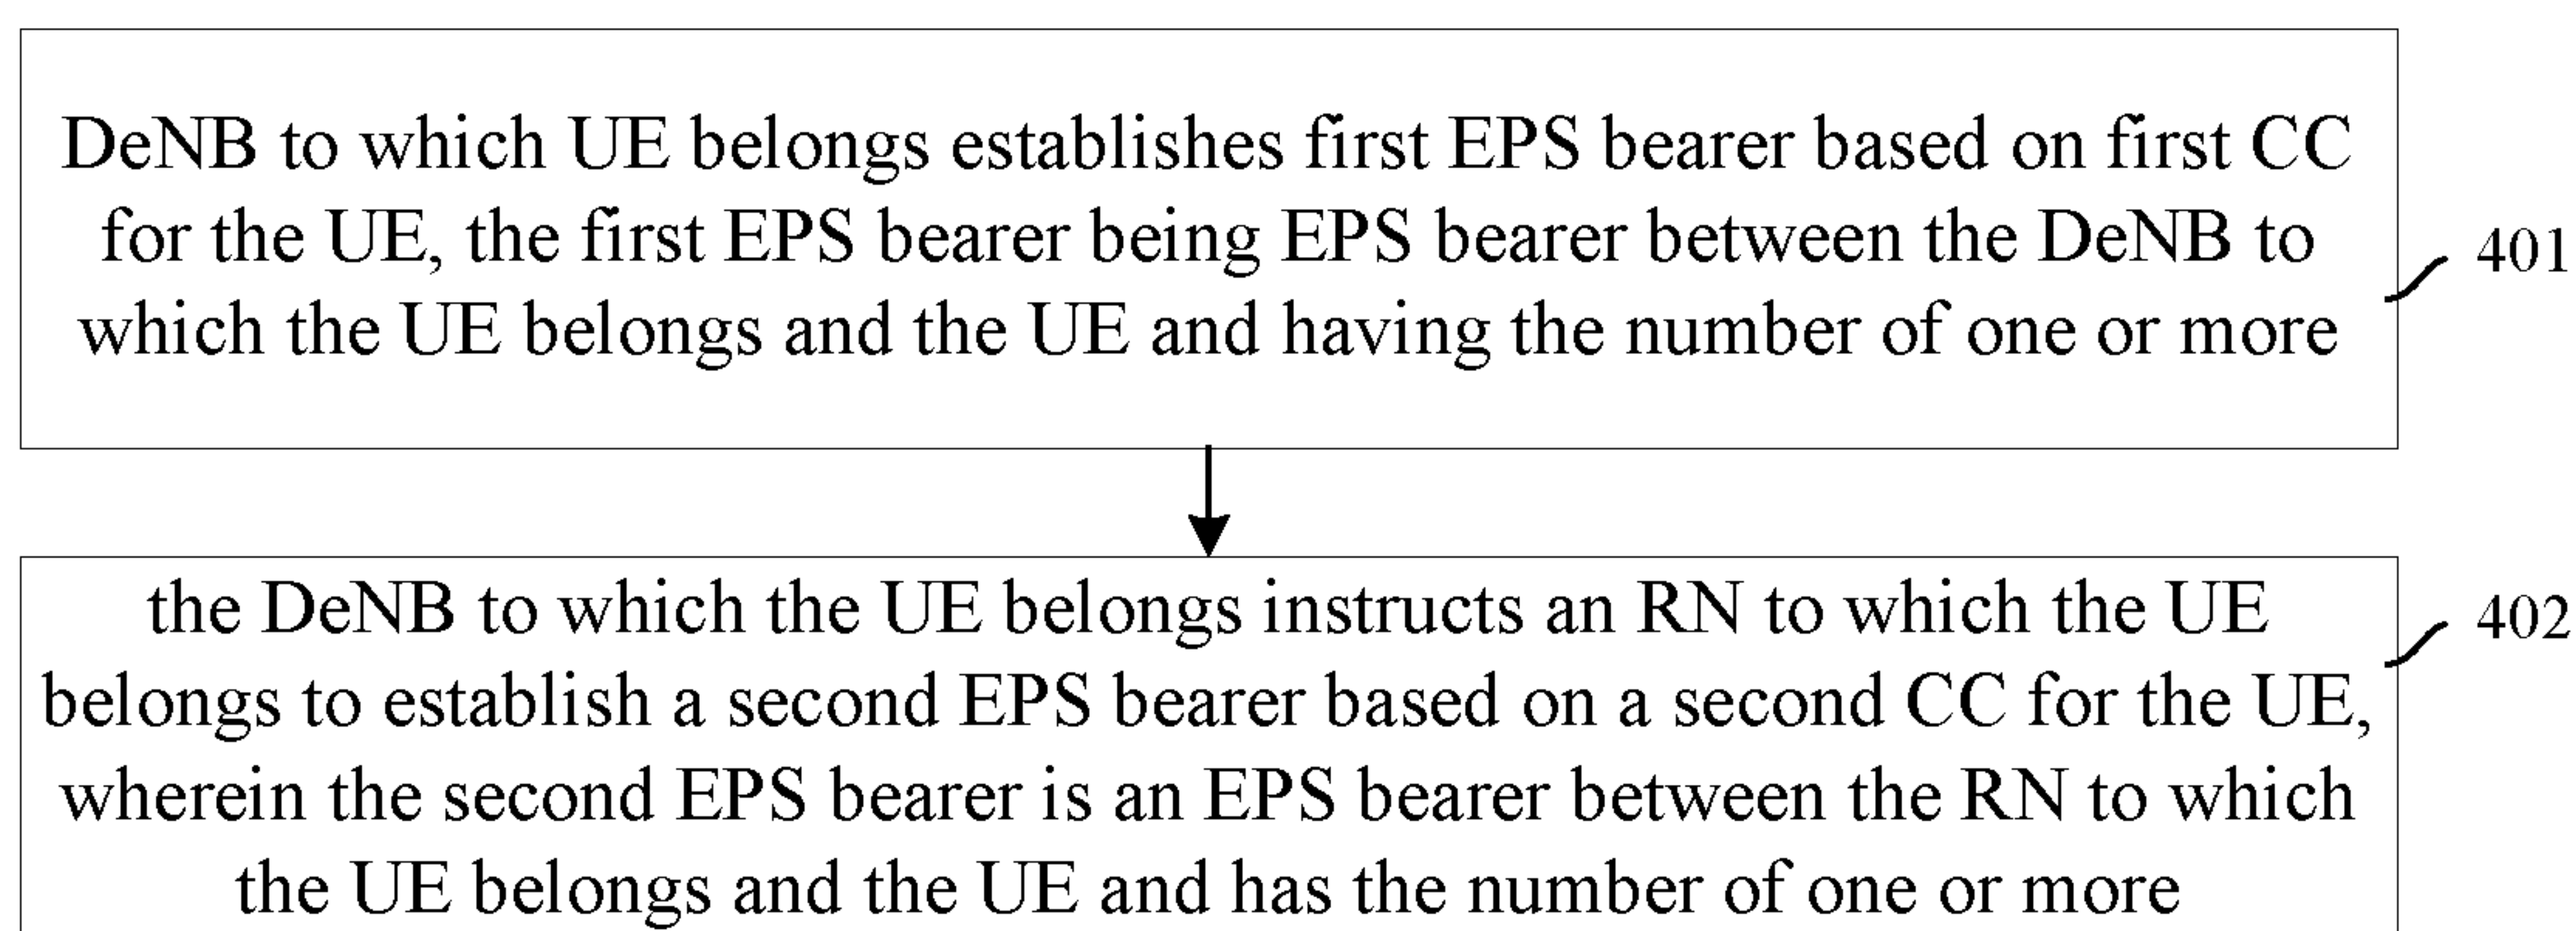 DeNB to which UE belongs establishes first EPS bearer based on first CC
for the UE, the first EPS bearer being EPS bearer between the DeNB to
which the UE belongs and the UE and having the number of one or more
401
the DeNB to which the UE belongs instructs an RN to which the UE
belongs to establish a second EPS bearer based on a second CC for the UE,
wherein the second EPS bearer is an EPS bearer between the RN to which
the UE belongs and the UE and has the number of one or more
402